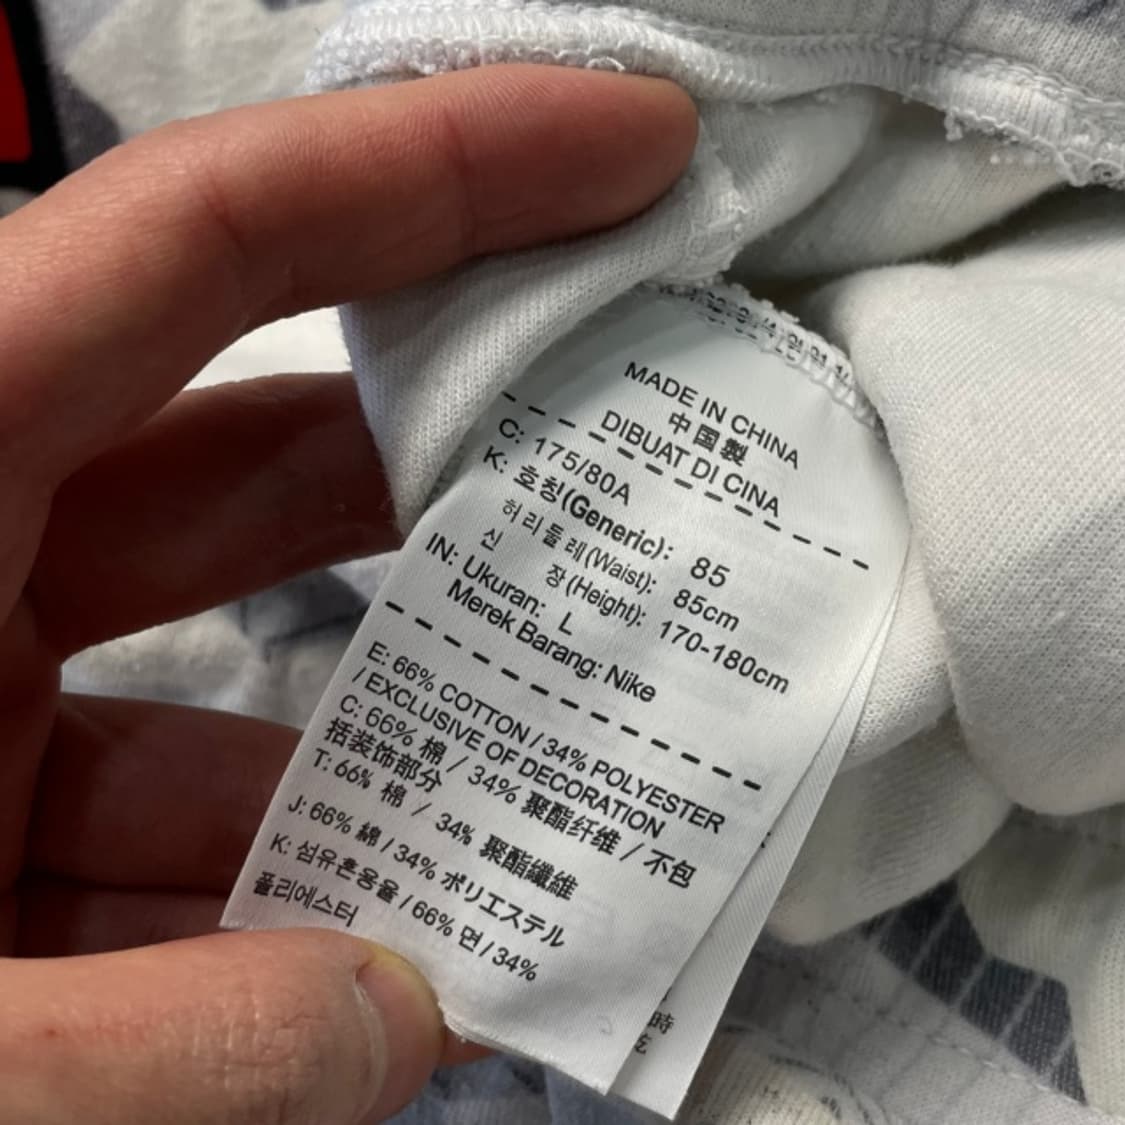 MADE IN CHINA
中国製
DIBUAT DI CINA
C: 175/80A
K: 호칭(Generic): 85
허리둘레(Waist): 85cm
신 장(Height): 170-180cm
IN: Ukuran: L
Merek Barang: Nike
E: 66% COTTON / 34% POLYESTER
/ EXCLUSIVE OF DECORATION
C: 66% 棉 / 34% 聚酯纤维 / 不包
括装饰部分
T: 66% 棉 / 34% 聚酯纖維
J: 66% 綿 / 34% ポリエステル
K: 섬유혼용율 / 66% 면 / 34%
폴리에스터
時
乾